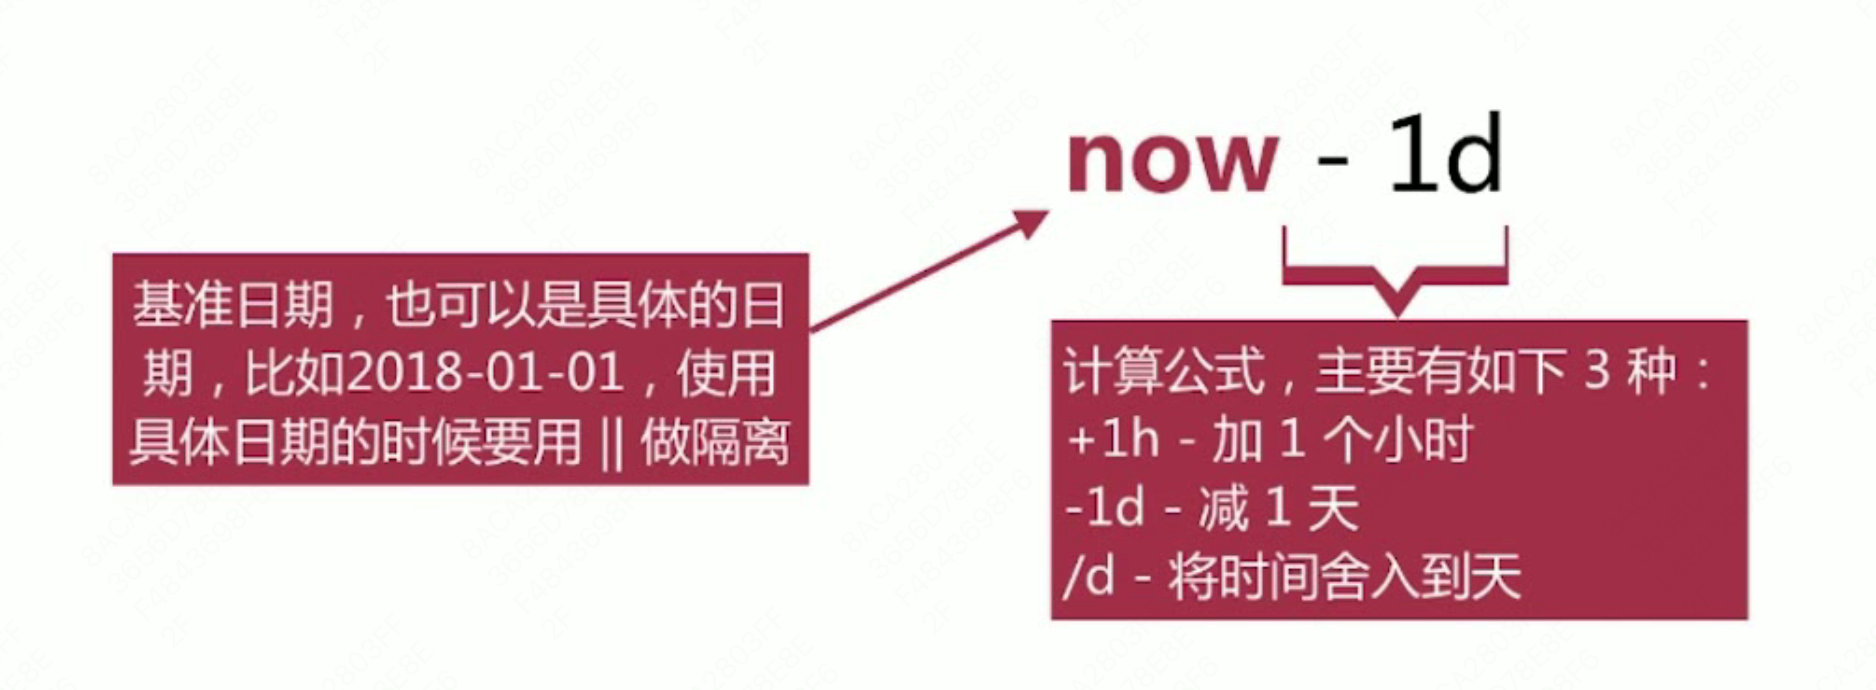 now - 1d
基准日期，也可以是具体的日
期，比如2018-01-01，使用
具体日期的时候要用 || 做隔离
计算公式，主要有如下 3 种：
+1h - 加 1 个小时
-1d - 减 1 天
/d - 将时间舍入到天